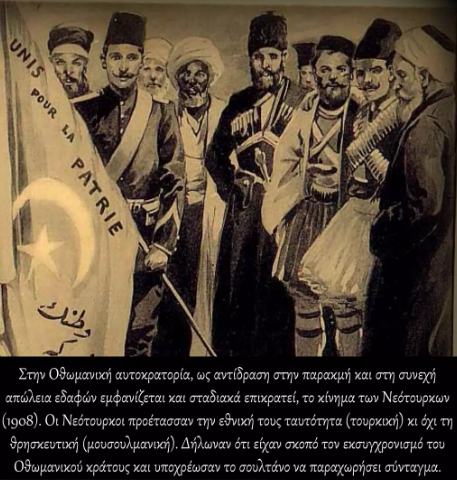 UNIS
POUR LA
PATRIE
Στην Οθωμανική αυτοκρατορία, ως αντίδραση στην παρακμή και στη συνεχή
απώλεια εδαφών εμφανίζεται και σταδιακά επικρατεί, το κίνημα των Νεότουρκων
(1908). Οι Νεότουρκοι προέτασσαν την εθνική τους ταυτότητα (τουρκική) κι όχι τη
θρησκευτική (μουσουλμανική). Δήλωναν ότι είχαν σκοπό τον εκσυγχρονισμό του
Οθωμανικού κράτους και υποχρέωσαν το σουλτάνο να παραχωρήσει σύνταγμα.